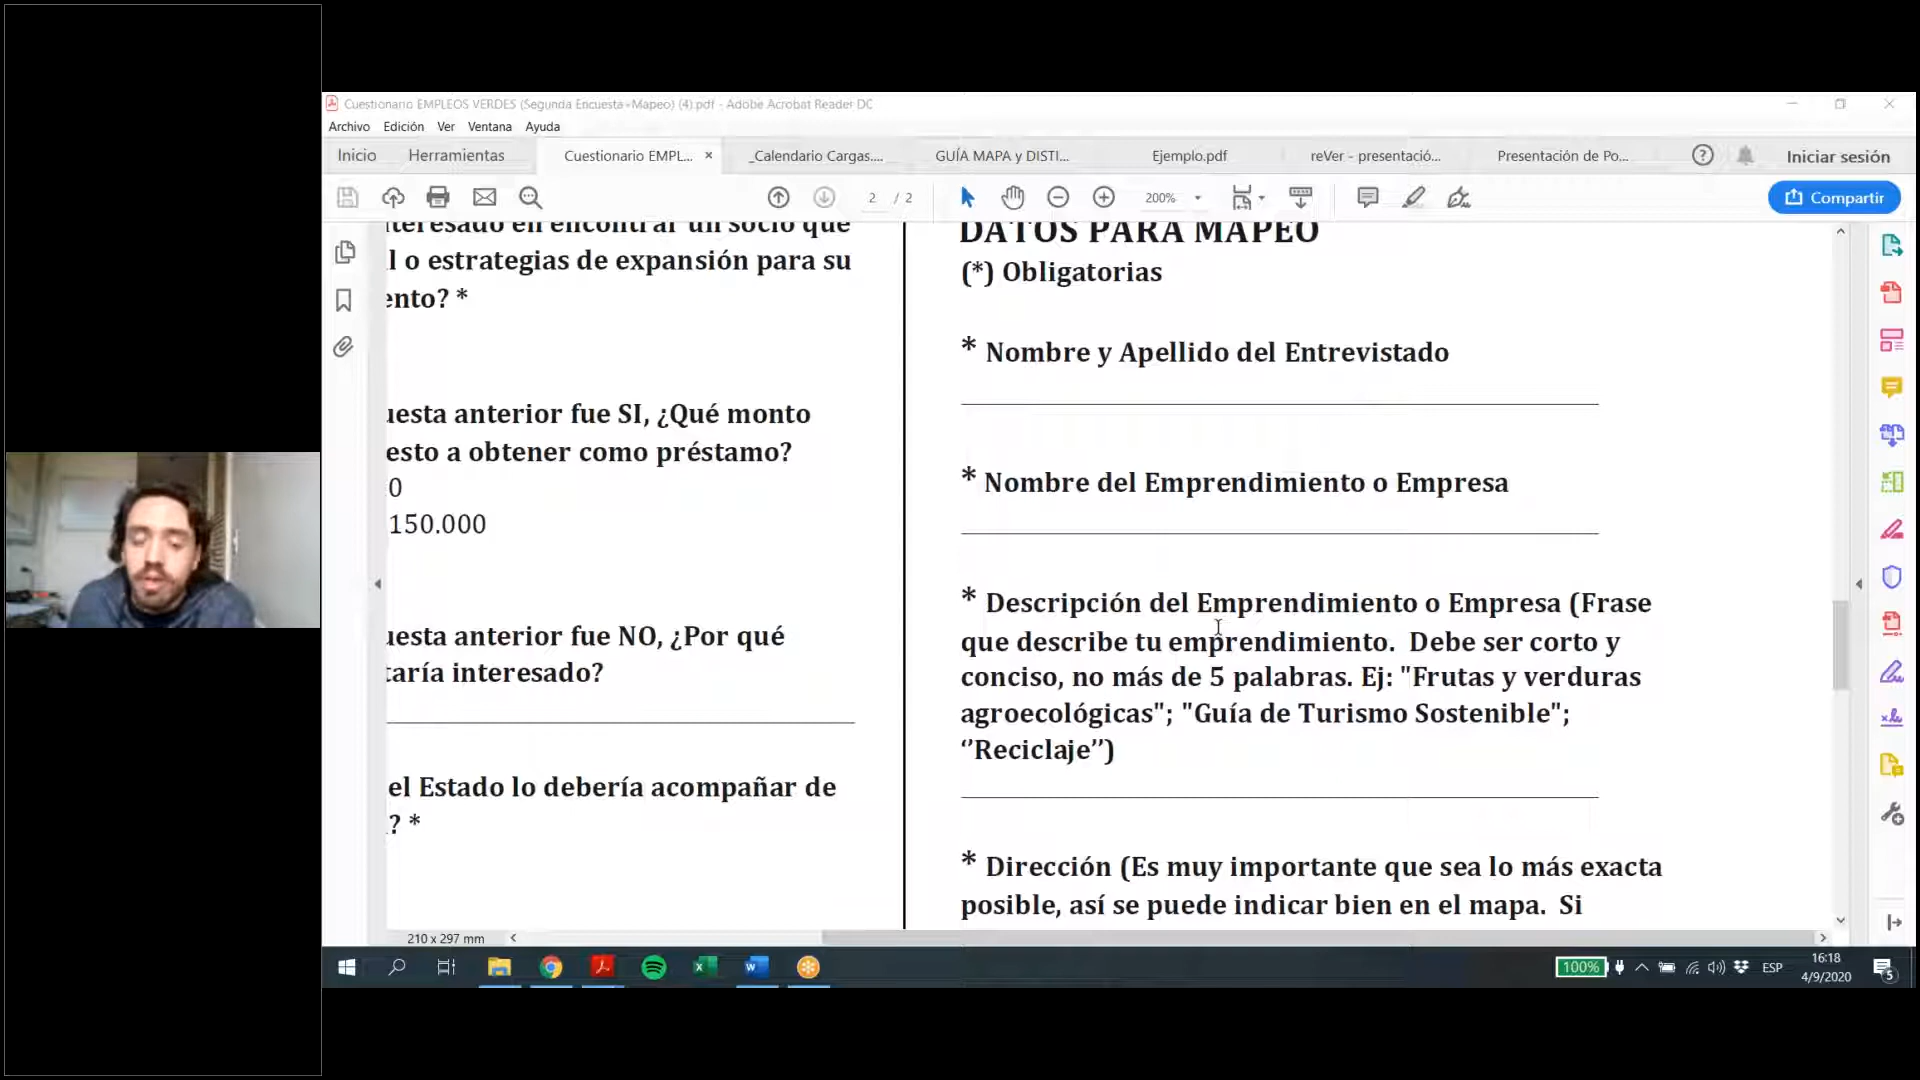 Cuestionario EMPLEOS VERDES (Segunda Encuesta+Mapeo) (4).pdf - Adobe Acrobat Reader DC
Archivo Edición Ver Ventana Ayuda
Inicio Herramientas Cuestionario EMPL... × _Calendario Cargas.... GUÍA MAPA y DISTI... Ejemplo.pdf reVer - presentació... Presentación de Po... Iniciar sesión
2 / 2 200% Compartir
interesado en encontrar un socio que
l o estrategias de expansión para su
ento? *
uesta anterior fue SI, ¿Qué monto
esto a obtener como préstamo?
0
150.000
uesta anterior fue NO, ¿Por qué
taría interesado?
el Estado lo debería acompañar de
? *
DATOS PARA MAPEO
(*) Obligatorias
* Nombre y Apellido del Entrevistado
* Nombre del Emprendimiento o Empresa
* Descripción del Emprendimiento o Empresa (Frase
que describe tu emprendimiento. Debe ser corto y
conciso, no más de 5 palabras. Ej: "Frutas y verduras
agroecológicas"; "Guía de Turismo Sostenible";
‘’Reciclaje’’)
* Dirección (Es muy importante que sea lo más exacta
posible, así se puede indicar bien en el mapa. Si
210 x 297 mm
100% ESP 16:18
4/9/2020 5